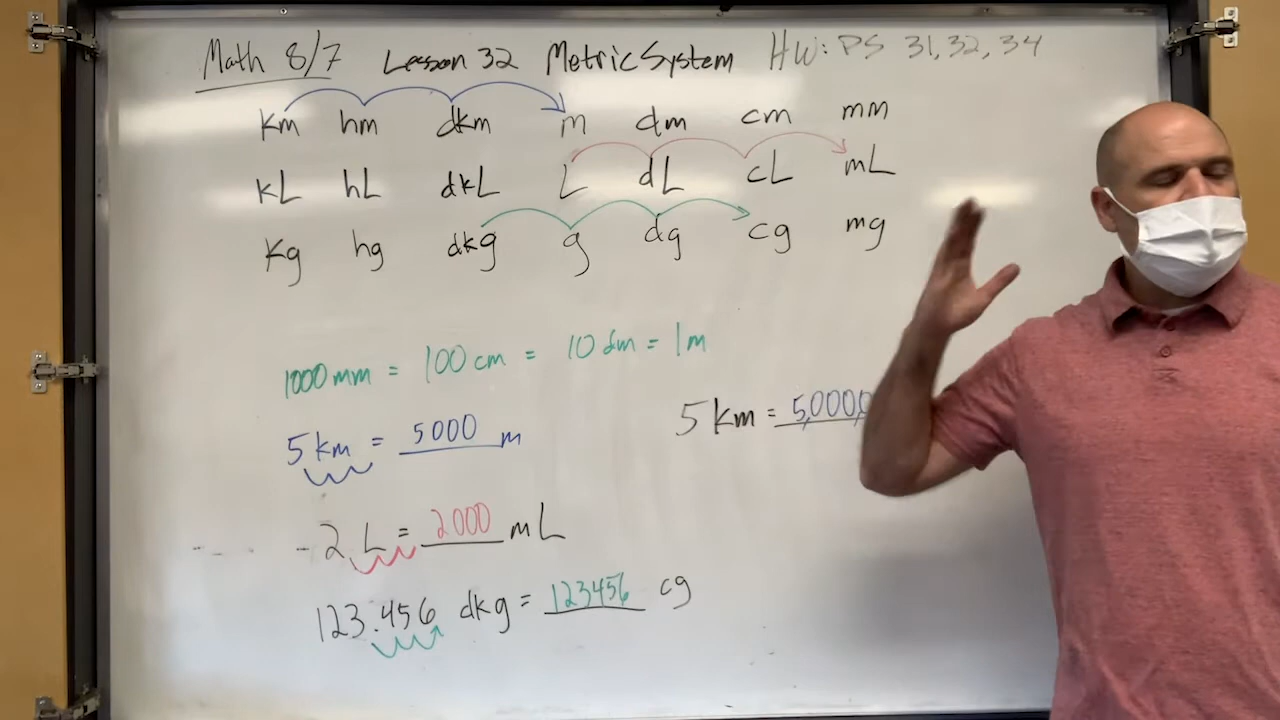 Math 8/7 Lesson 32 Metric System HW: PS 31, 32, 34
km hm dkm m dm cm mm
kL hL dkL L dL cL mL
Kg hg dkg g dg cg mg
1000 mm = 100 cm = 10 dm = 1 m
5 km = 5000 m
5 km = 5,000,0
- 2 L = 2000 mL
123.456 dkg = 123456 cg